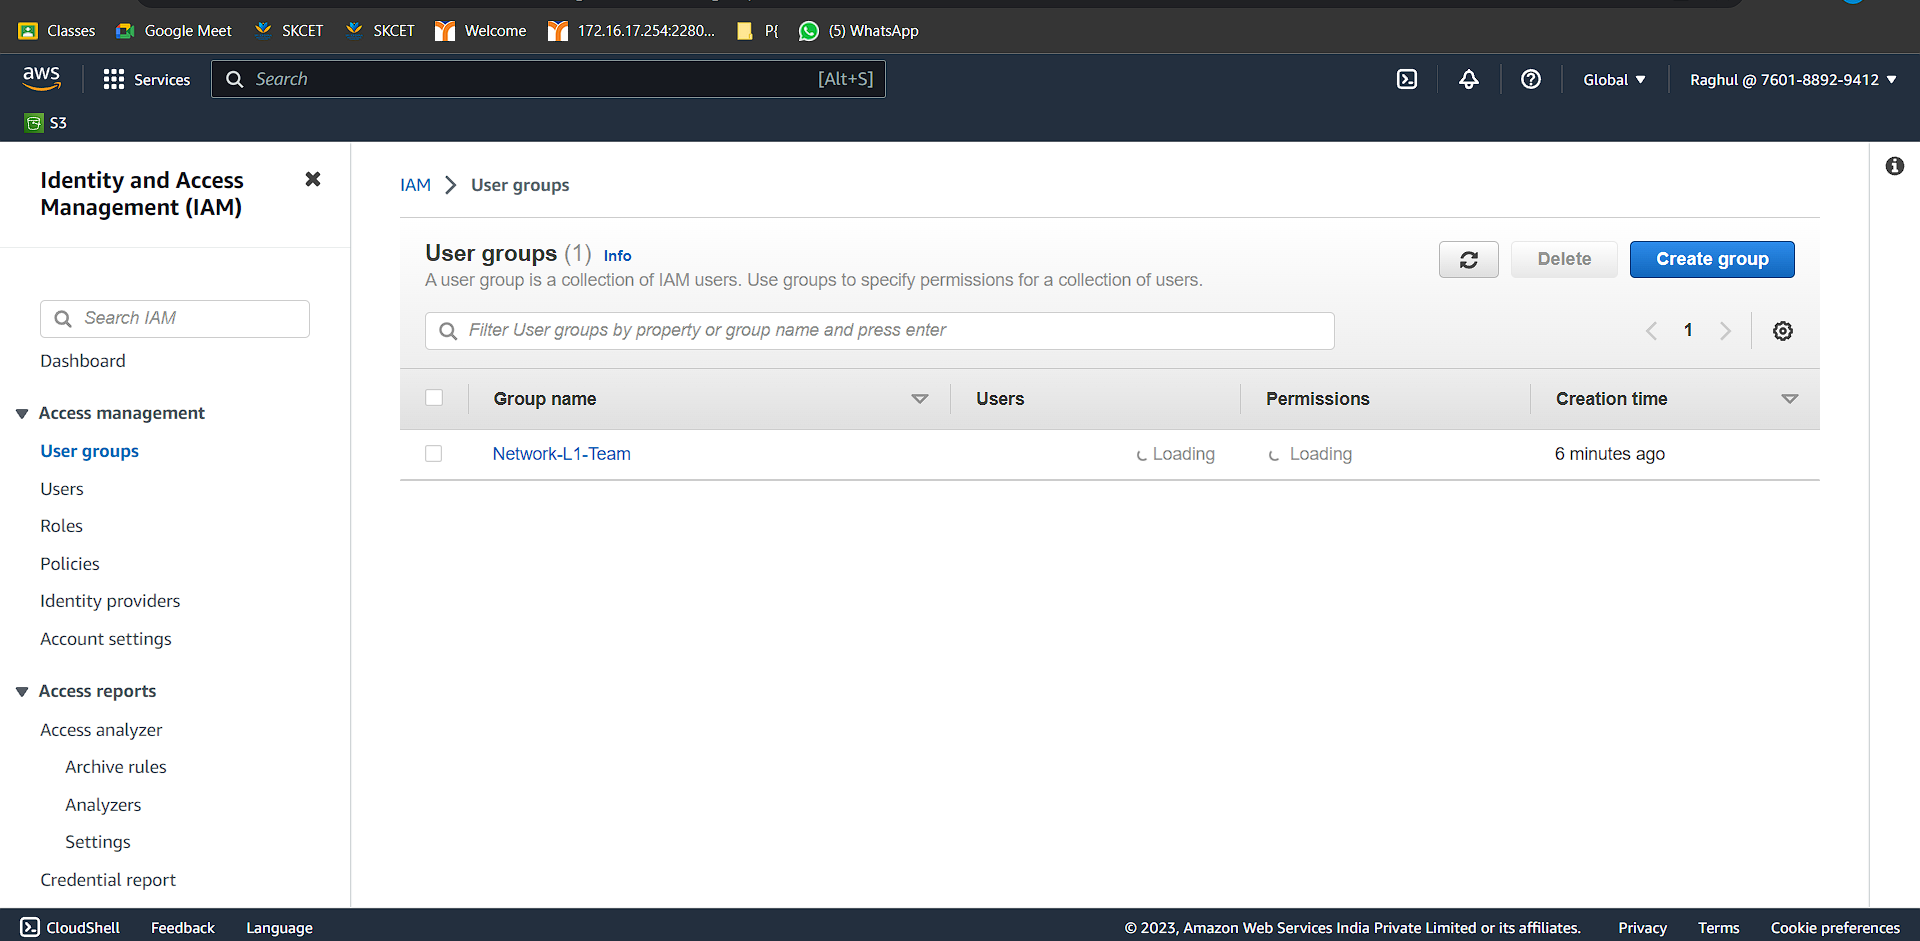 Classes Google Meet SKCET SKCET Welcome 172.16.17.254:2280... P{ (5) WhatsApp
aws Services Search [Alt+S] Global Raghul @ 7601-8892-9412
S3
Identity and Access
Management (IAM)
Search IAM
Dashboard
Access management
User groups
Users
Roles
Policies
Identity providers
Account settings
Access reports
Access analyzer
Archive rules
Analyzers
Settings
Credential report
IAM User groups
User groups (1) Info
A user group is a collection of IAM users. Use groups to specify permissions for a collection of users.
Delete Create group
Filter User groups by property or group name and press enter
1
Group name Users Permissions Creation time
Network-L1-Team Loading Loading 6 minutes ago
CloudShell Feedback Language © 2023, Amazon Web Services India Private Limited or its affiliates. Privacy Terms Cookie preferences